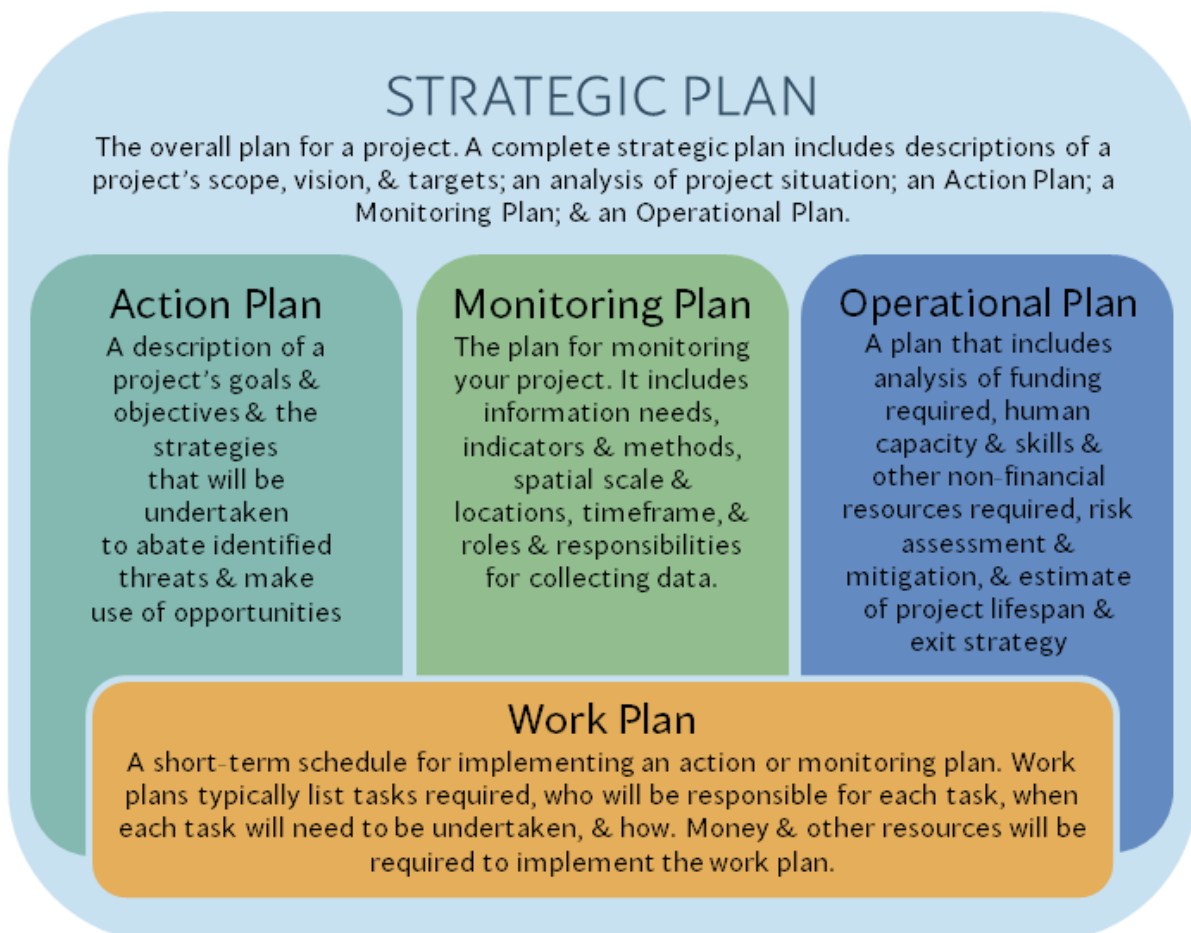 STRATEGIC PLAN
The overall plan for a project. A complete strategic plan includes descriptions of a
project's scope, vision, & targets; an analysis of project situation; an Action Plan; a
Monitoring Plan; & an Operational Plan.
Action Plan
A description of a
project's goals &
objectives & the
strategies
that will be
undertaken
to abate identified
threats & make
use of opportunities
Monitoring Plan
The plan for monitoring
your project. It includes
information needs,
indicators & methods,
spatial scale &
locations, timeframe, &
roles & responsibilities
for collecting data.
Operational Plan
A plan that includes
analysis of funding
required, human
capacity & skills &
other non-financial
resources required, risk
assessment &
mitigation, & estimate
of project lifespan &
exit strategy
Work Plan
A short-term schedule for implementing an action or monitoring plan. Work
plans typically list tasks required, who will be responsible for each task, when
each task will need to be undertaken, & how. Money & other resources will be
required to implement the work plan.